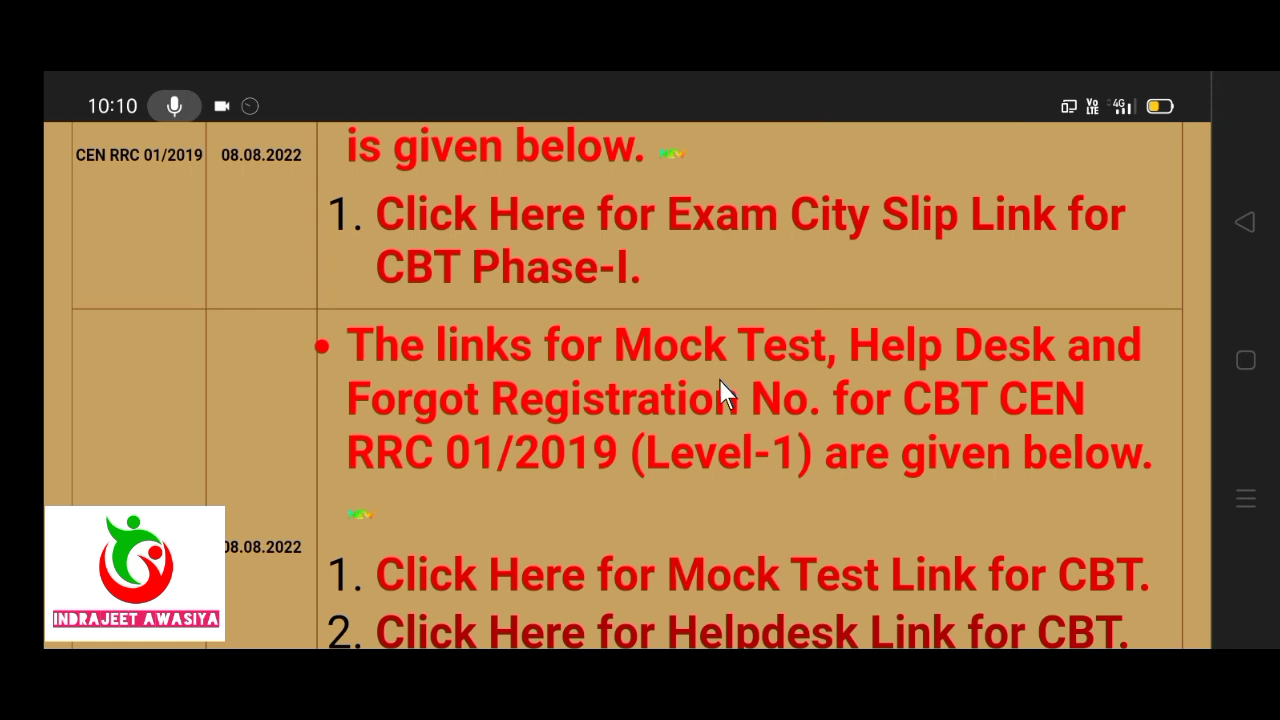 10:10
Vo
LTE
4G
is given below.
CEN RRC 01/2019
08.08.2022
1. Click Here for Exam City Slip Link for
CBT Phase-I.
• The links for Mock Test, Help Desk and
Forgot Registration No. for CBT CEN
RRC 01/2019 (Level-1) are given below.
08.08.2022
1. Click Here for Mock Test Link for CBT.
2. Click Here for Helpdesk Link for CBT.
INDRAJEET AWASIYA